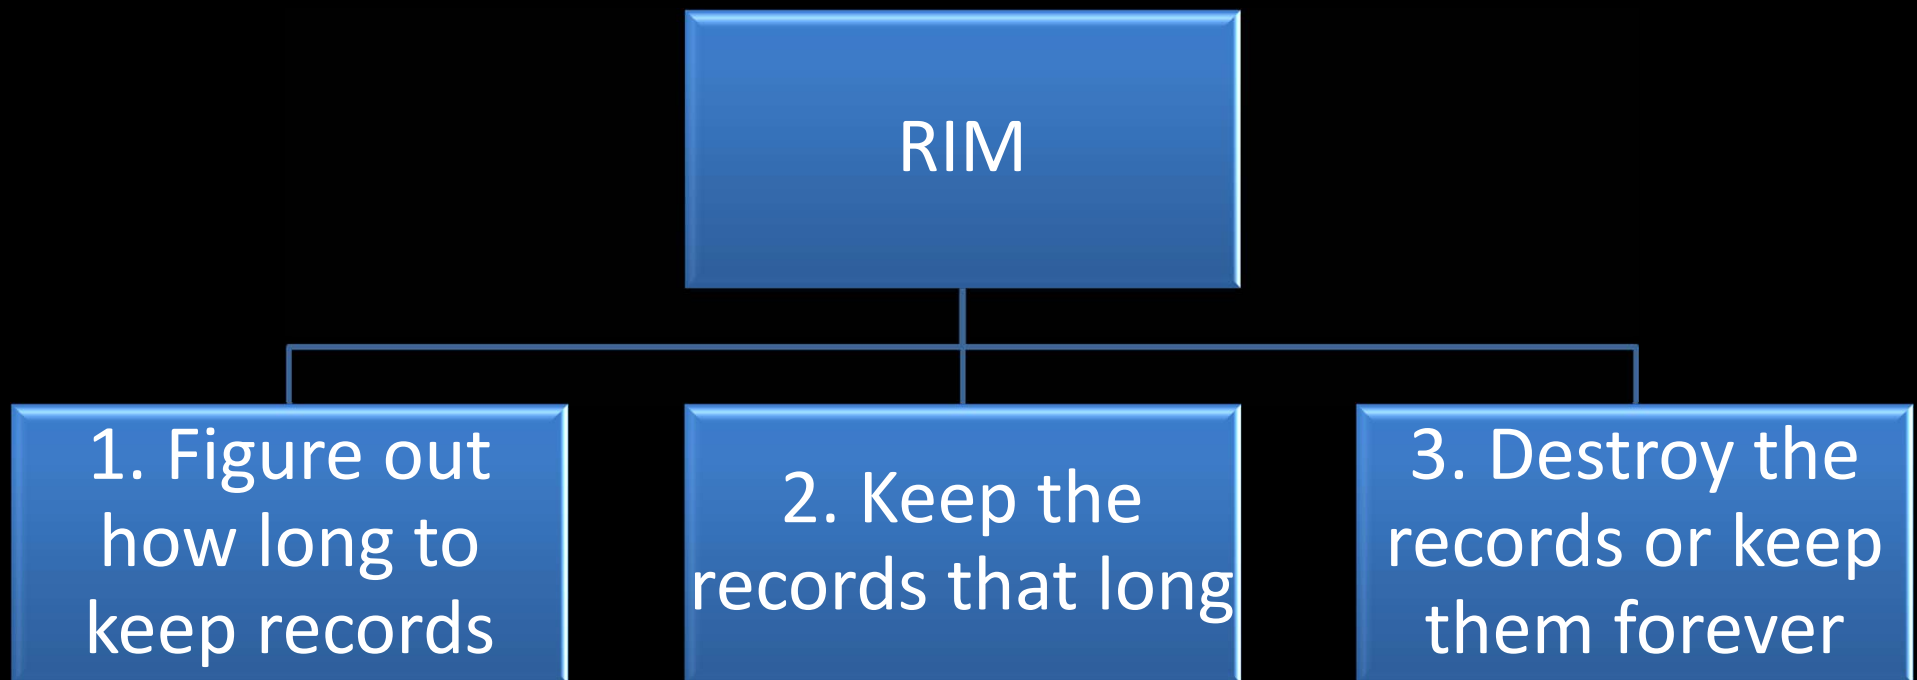 RIM
1. Figure out
how long to
keep records
2. Keep the
records that long
3. Destroy the
records or keep
them forever